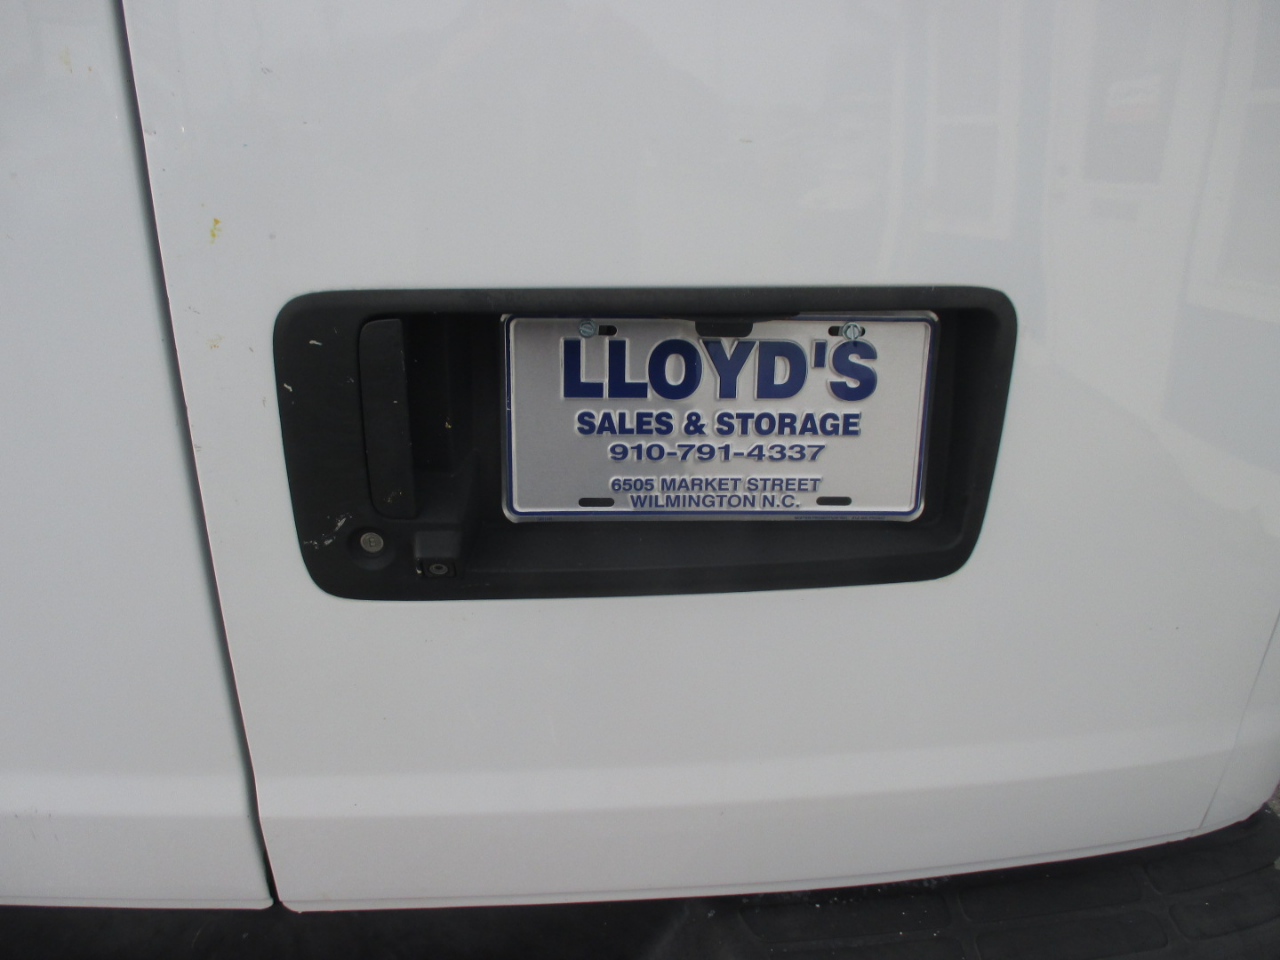 LLOYD'S
SALES & STORAGE
910-791-4337
6505 MARKET STREET
WILMINGTON N.C.